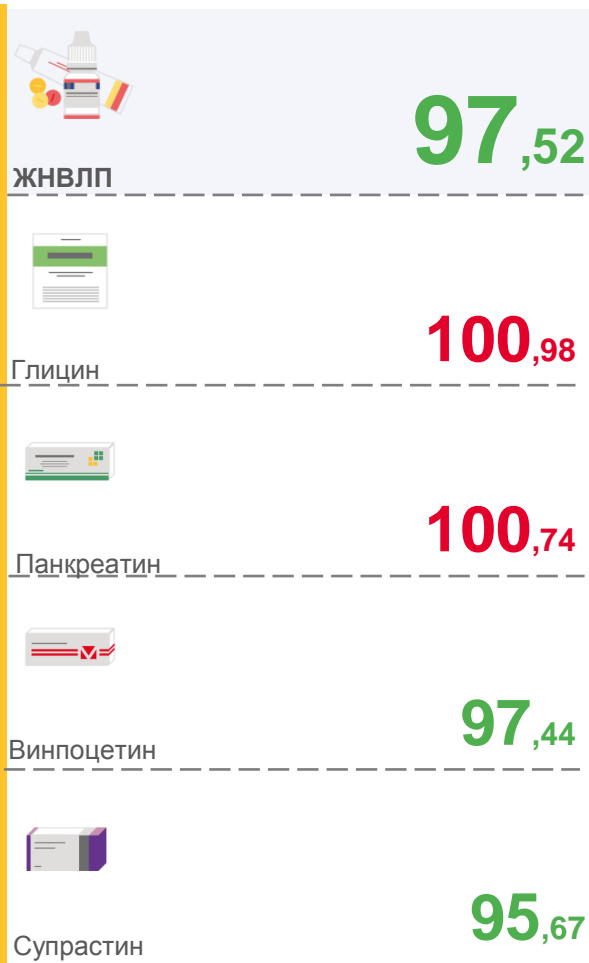 97,52
ЖНВЛП
100,98
Глицин
100,74
Панкреатин
97,44
Винпоцетин
95,67
Супрастин